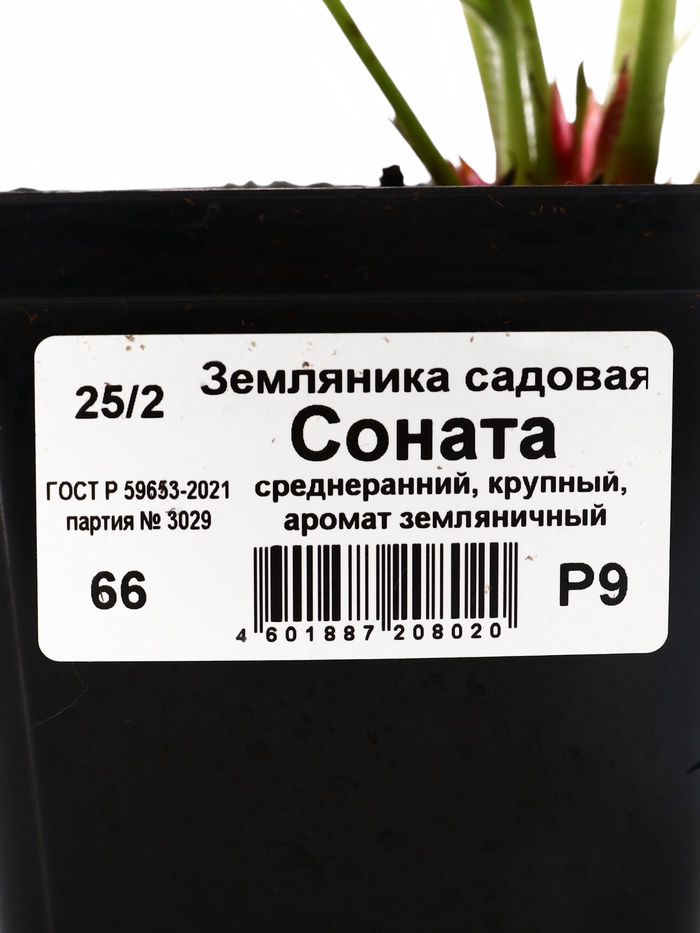 25/2
Земляника садовая
Соната
ГОСТ Р 59653-2021
среднеранний, крупный,
партия № 3029
аромат земляничный
66
P9
4 601887 208020